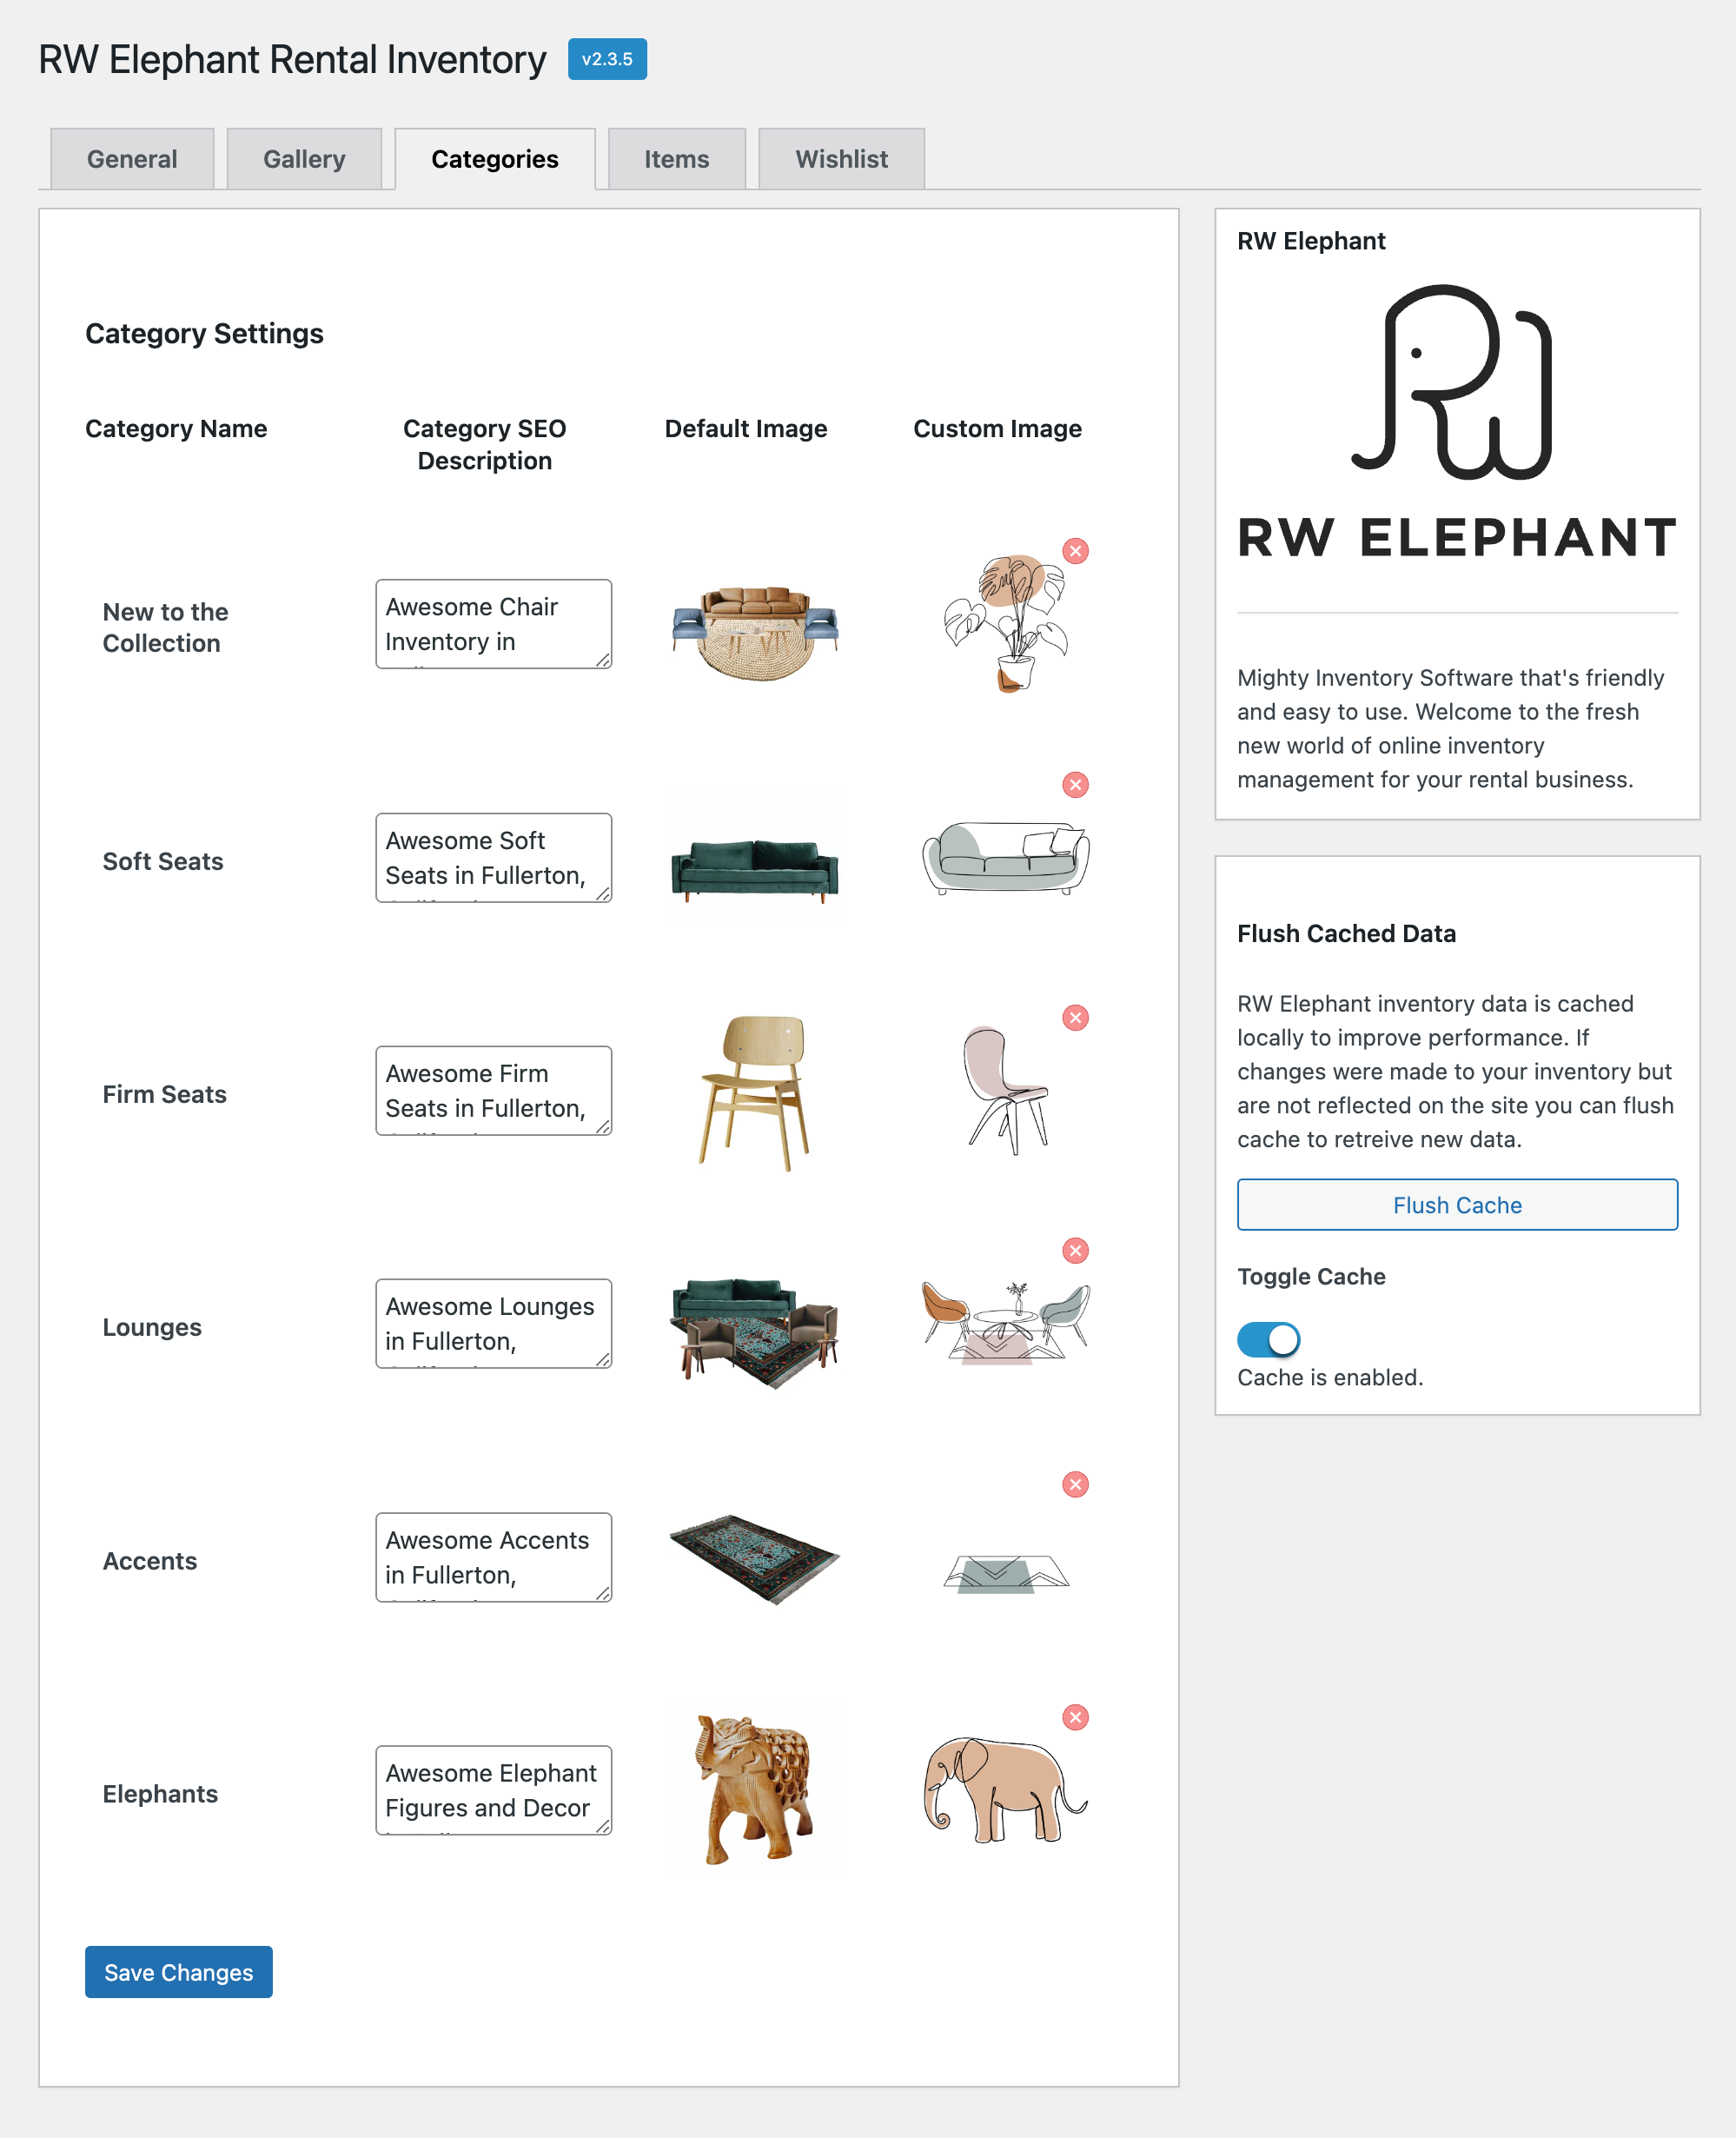 RW Elephant Rental Inventory v2.3.5
General Gallery Categories Items Wishlist
Category Settings
Category Name
Category SEO
Description
Default Image
Custom Image
New to the
Collection
Awesome Chair
Inventory in
Soft Seats
Awesome Soft
Seats in Fullerton,
Firm Seats
Awesome Firm
Seats in Fullerton,
Lounges
Awesome Lounges
in Fullerton,
Accents
Awesome Accents
in Fullerton,
Elephants
Awesome Elephant
Figures and Decor
Save Changes
RW Elephant
RW ELEPHANT
Mighty Inventory Software that's friendly
and easy to use. Welcome to the fresh
new world of online inventory
management for your rental business.
Flush Cached Data
RW Elephant inventory data is cached
locally to improve performance. If
changes were made to your inventory but
are not reflected on the site you can flush
cache to retreive new data.
Flush Cache
Toggle Cache
Cache is enabled.